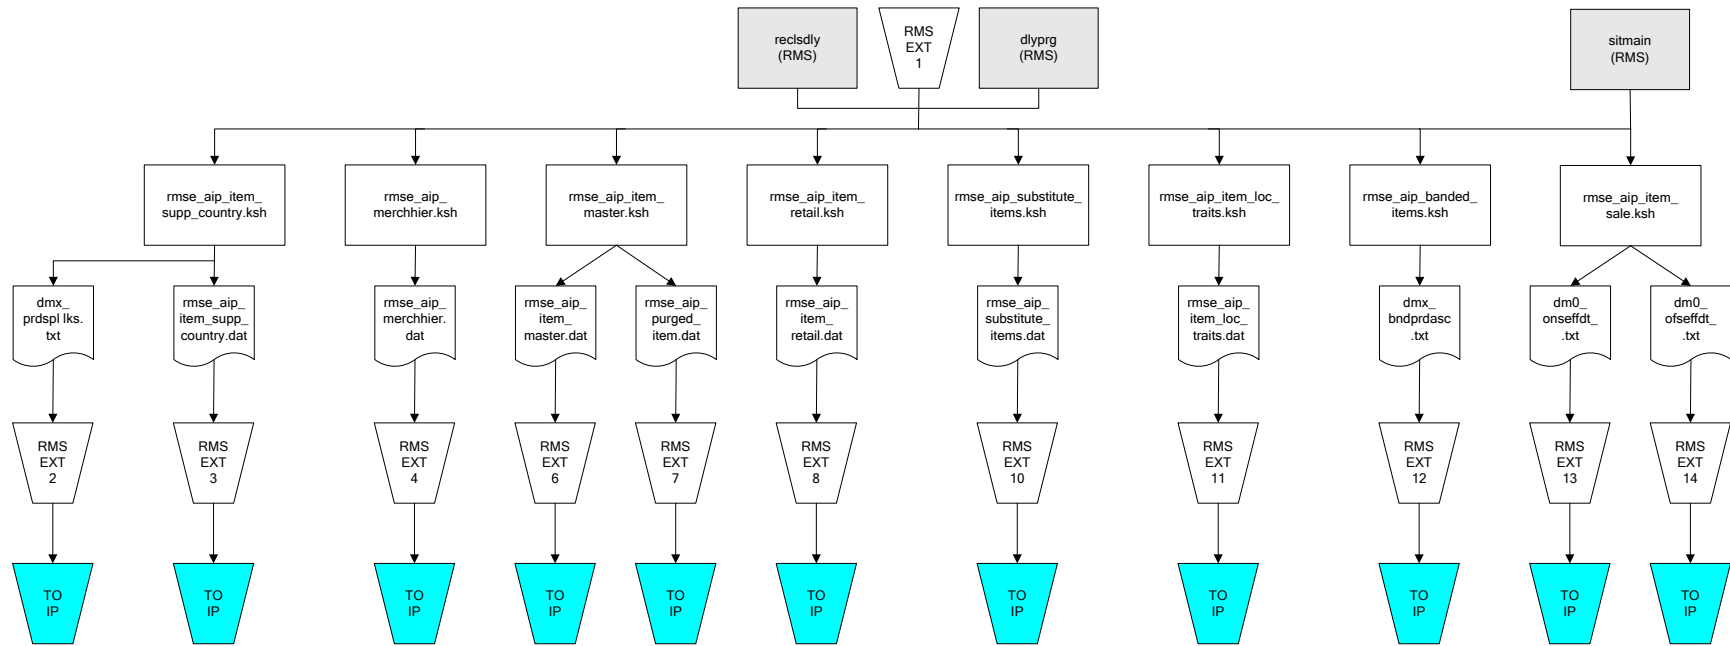 reclsdly
(RMS)
RMS
EXT
1
dlyprg
(RMS)
sitmain
(RMS)
rmse_aip_item_
supp_country.ksh
rmse_aip_
merchhier.ksh
rmse_aip_item_
master.ksh
rmse_aip_item_
retail.ksh
rmse_aip_substitute_
items.ksh
rmse_aip_item_loc_
traits.ksh
rmse_aip_banded_
items.ksh
rmse_aip_item_
sale.ksh
dmx_
prdspl lks.
txt
rmse_aip_
item_supp_
country.dat
rmse_aip_
merchhier.
dat
rmse_aip_
item_
master.dat
rmse_aip_
purged_
item.dat
rmse_aip_
item_
retail.dat
rmse_aip_
substitute_
items.dat
rmse_aip_
item_loc_
traits.dat
dmx_
bndprdasc
.txt
dm0_
onseffdt_
.txt
dm0_
ofseffdt_
.txt
RMS
EXT
2
RMS
EXT
3
RMS
EXT
4
RMS
EXT
6
RMS
EXT
7
RMS
EXT
8
RMS
EXT
10
RMS
EXT
11
RMS
EXT
12
RMS
EXT
13
RMS
EXT
14
TO
IP
TO
IP
TO
IP
TO
IP
TO
IP
TO
IP
TO
IP
TO
IP
TO
IP
TO
IP
TO
IP